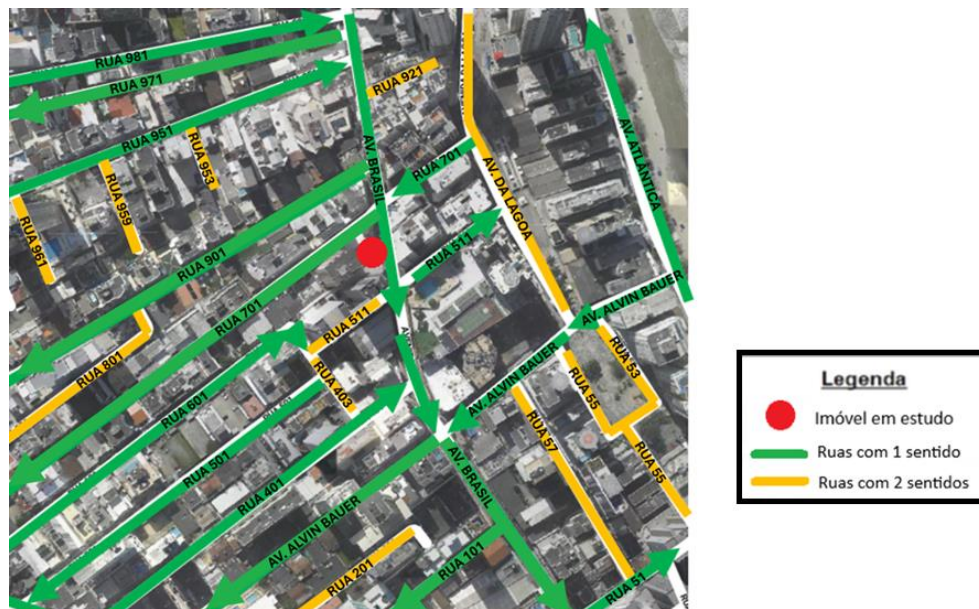 RUA 981
RUA 971
RUA 921
RUA 951
RUA 953
AV. BRASIL
RUA 701
AV. DA LAGOA
AV. ATLÂNTICA
RUA 959
RUA 961
RUA 901
RUA 511
RUA 701
AV. ALVIN BAUER
RUA 511
RUA 801
RUA 601
RUA 403
AV. ALVIN BAUER
RUA 55
RUA 53
RUA 501
RUA 57
RUA 401
RUA 55
AV. BRASIL
AV. ALVIN BAUER
RUA 201
RUA 101
RUA 51
Legenda
Imóvel em estudo
Ruas com 1 sentido
Ruas com 2 sentidos